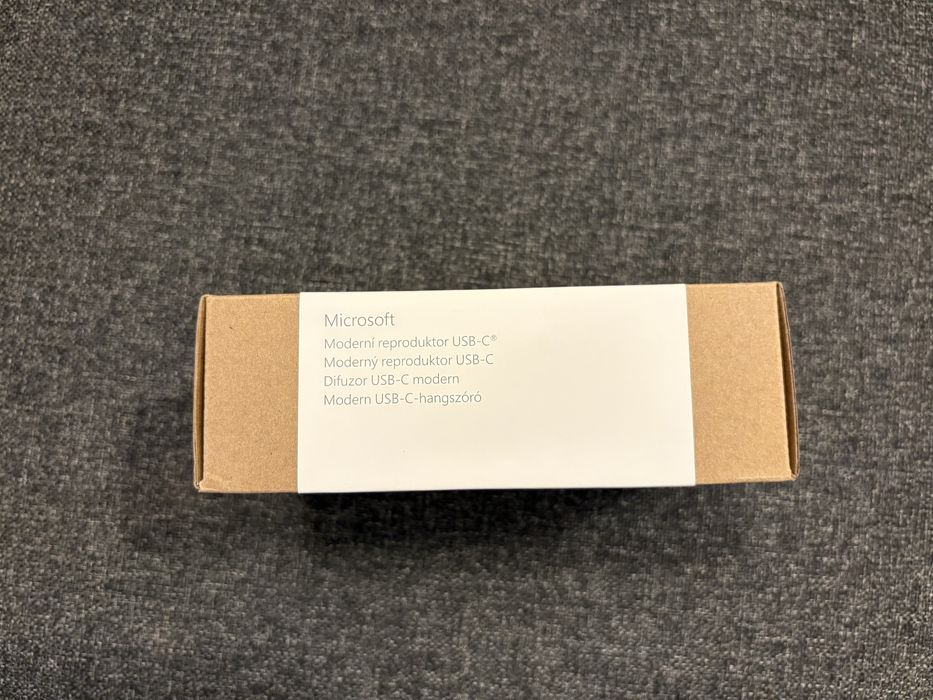 Microsoft
Moderní reproduktor USB-C®
Moderný reproduktor USB-C
Difuzor USB-C modern
Modern USB-C-hangszóró